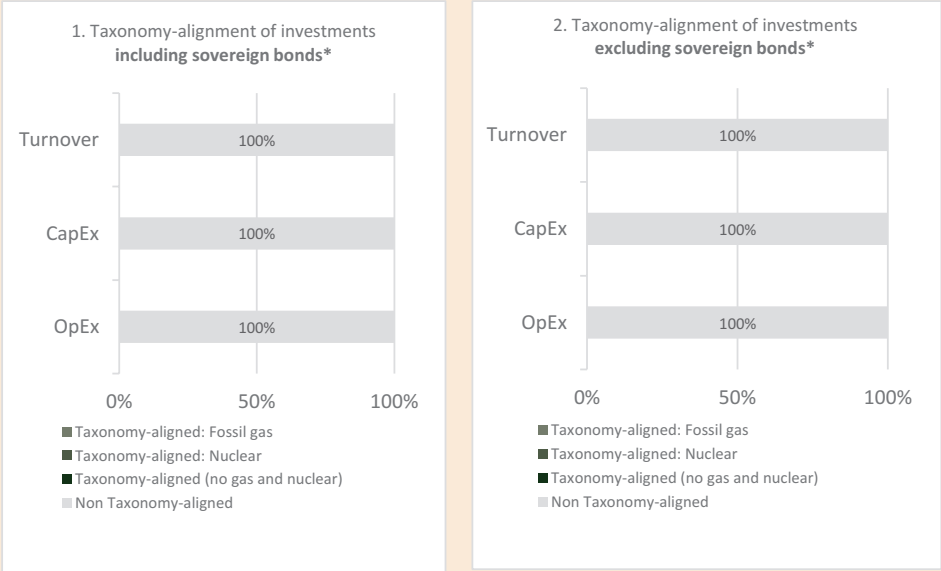 1. Taxonomy-alignment of investments
including sovereign bonds*
Turnover
100%
CapEx
100%
OpEx
100%
0% 50% 100%
Taxonomy-aligned: Fossil gas
Taxonomy-aligned: Nuclear
Taxonomy-aligned (no gas and nuclear)
Non Taxonomy-aligned
2. Taxonomy-alignment of investments
excluding sovereign bonds*
Turnover
100%
CapEx
100%
OpEx
100%
0% 50% 100%
Taxonomy-aligned: Fossil gas
Taxonomy-aligned: Nuclear
Taxonomy-aligned (no gas and nuclear)
Non Taxonomy-aligned